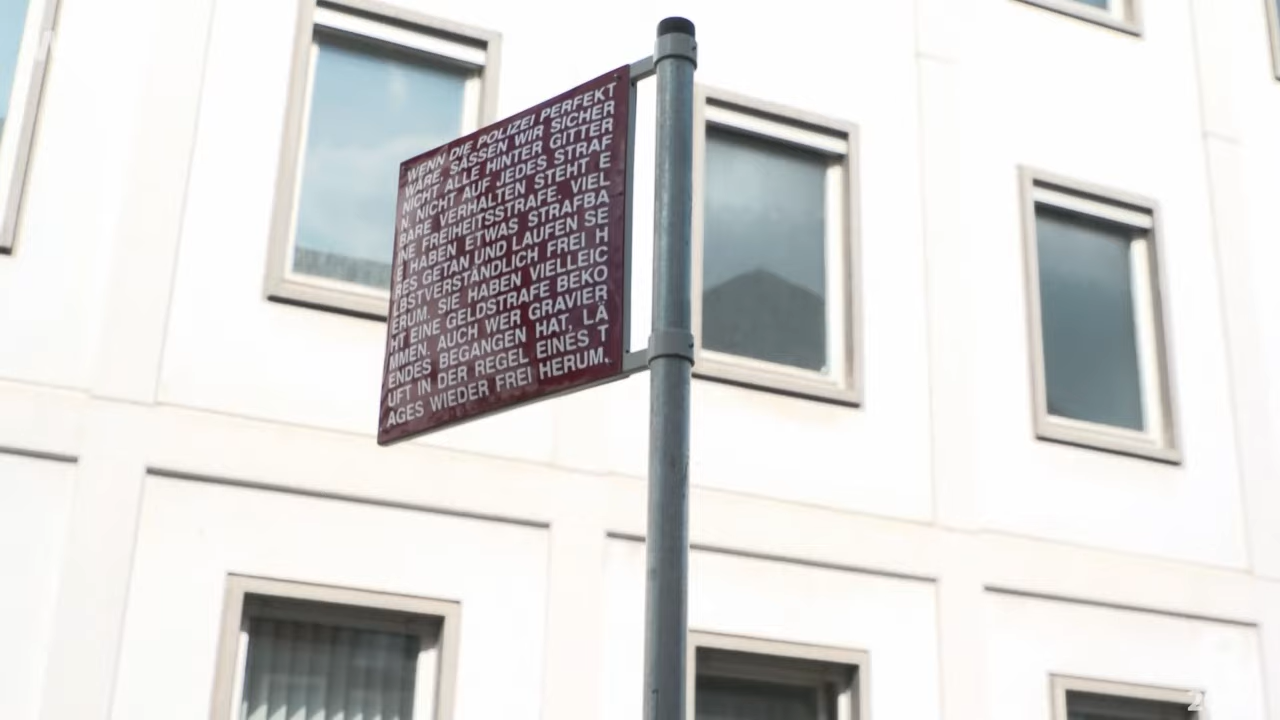 WENN DIE POLIZEI PERFEKT
WÄRE, SÄSSEN WIR SICHER
NICHT ALLE HINTER GITTER
N. NICHT AUF JEDES STRAF
BARE VERHALTEN STEHT E
INE FREIHEITSSTRAFE. VIEL
E HABEN ETWAS STRAFBA
RES GETAN UND LAUFEN SE
LBSTVERSTÄNDLICH FREI H
ERUM. SIE HABEN VIELLEIC
HT EINE GELDSTRAFE BEKO
MMEN. AUCH WER GRAVIER
ENDES BEGANGEN HAT, LÄ
UFT IN DER REGEL EINES T
AGES WIEDER FREI HERUM.